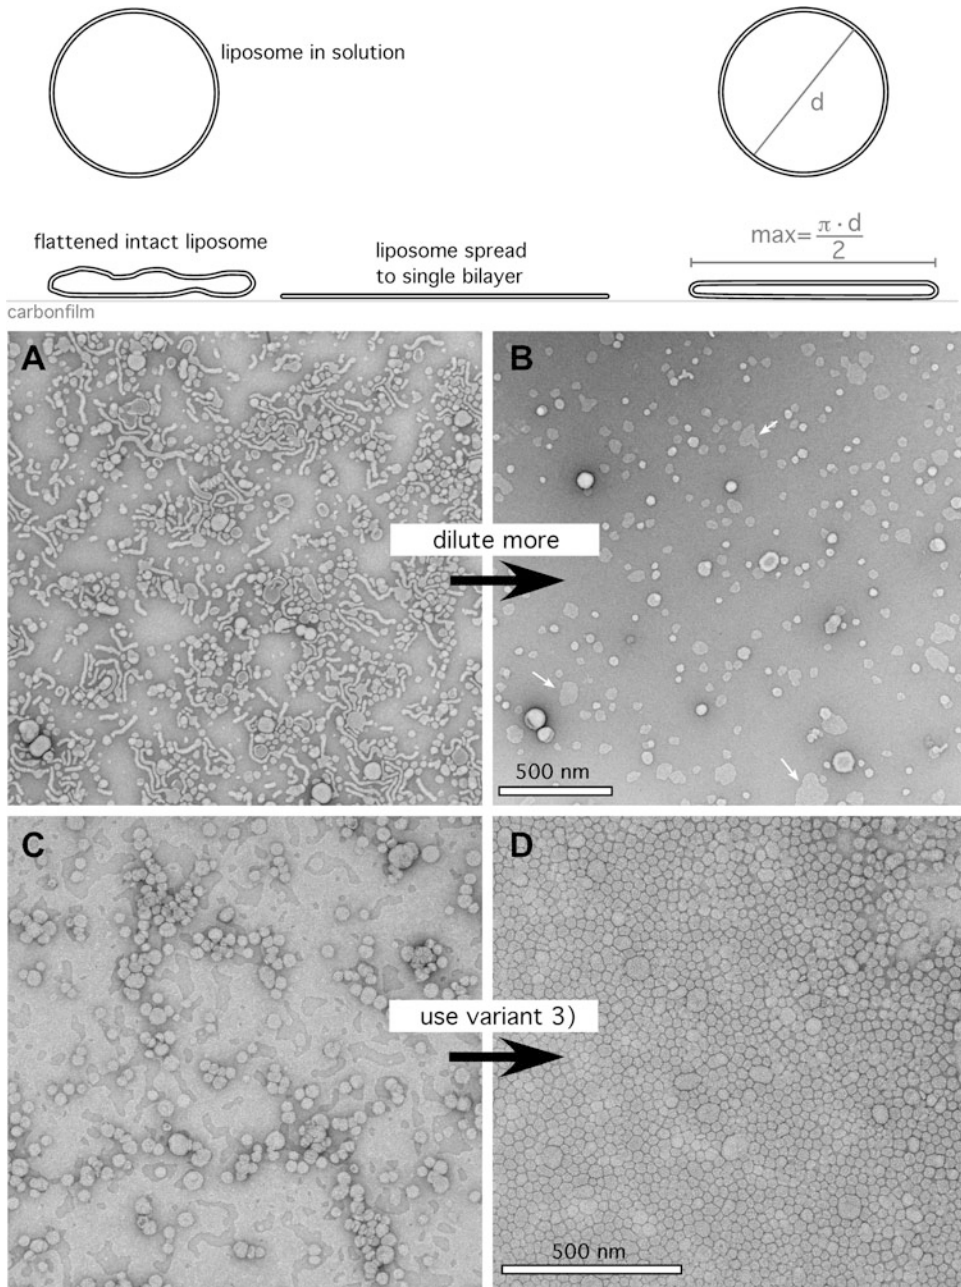 liposome in solution
d
flattened intact liposome
liposome spread
to single bilayer
max= π · d
2
carbonfilm
A
B
dilute more
500 nm
C
D
use variant 3)
500 nm